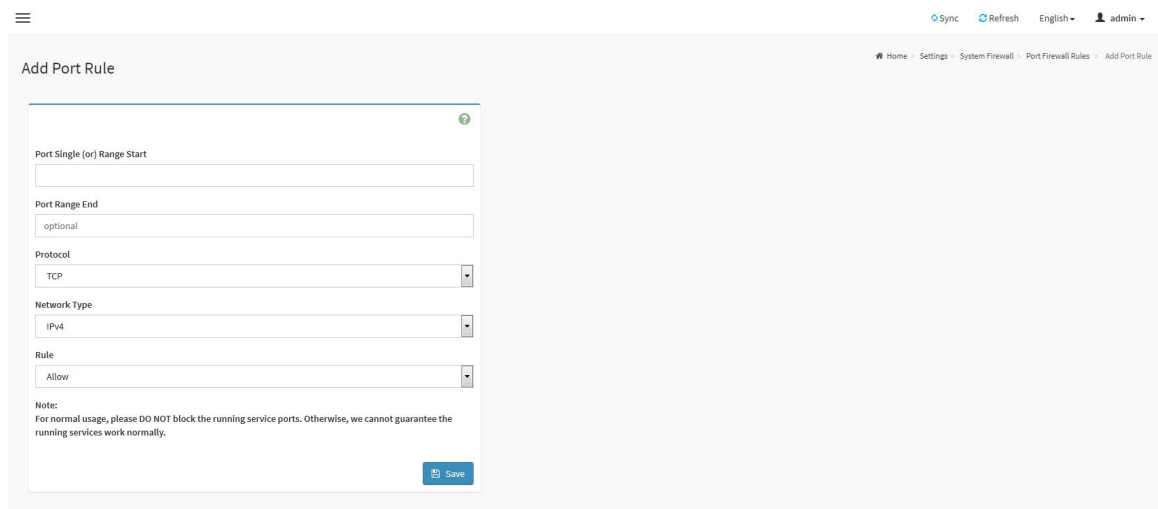 Sync Refresh English admin
Home > Settings > System Firewall > Port Firewall Rules > Add Port Rule
Add Port Rule
Port Single (or) Range Start
Port Range End
optional
Protocol
TCP
Network Type
IPv4
Rule
Allow
Note:
For normal usage, please DO NOT block the running service ports. Otherwise, we cannot guarantee the
running services work normally.
Save